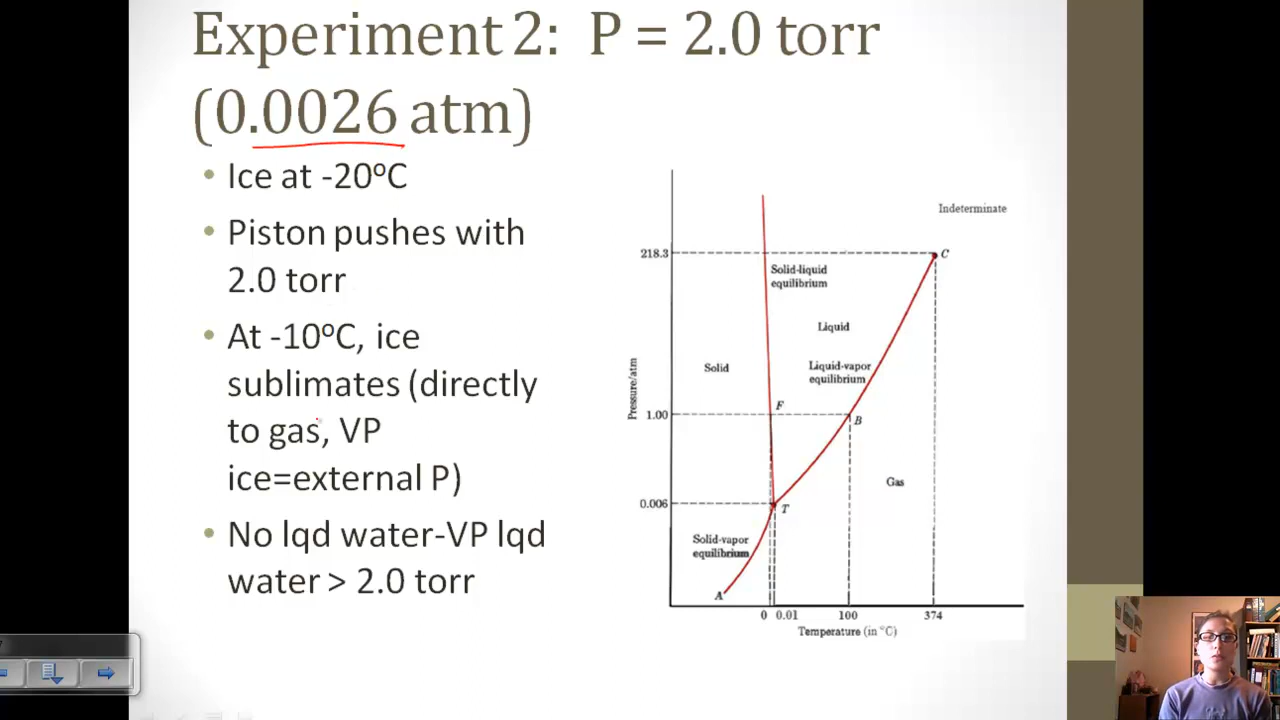 Experiment 2: P = 2.0 torr
(0.0026 atm)
• Ice at -20ºC
• Piston pushes with
2.0 torr
• At -10ºC, ice
sublimates (directly
to gas, VP
ice=external P)
• No lqd water-VP lqd
water > 2.0 torr
Indeterminate
218.3
C
Solid-liquid
equilibrium
Liquid
Solid
Liquid-vapor
equilibrium
Pressure/atm
1.00
F
B
Gas
0.006
T
Solid-vapor
equilibrium
A
0 0.01 100 374
Temperature (in °C)